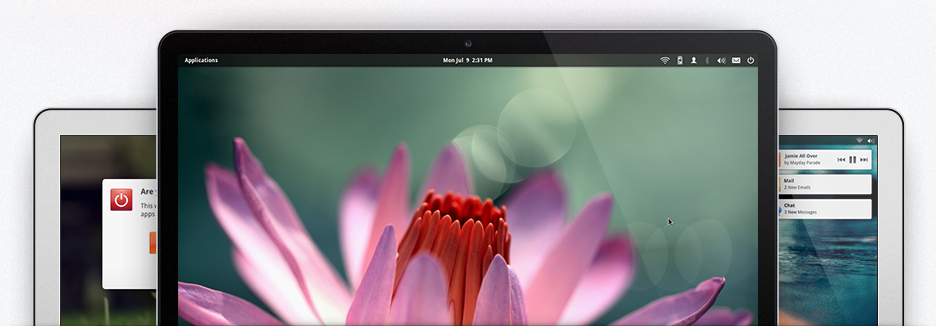 Applications
Mon Jul 9 2:31 PM
Are
This
apps
Jamie All Over
by Mayday Parade
Mail
2 New Emails
Chat
3 New Messages